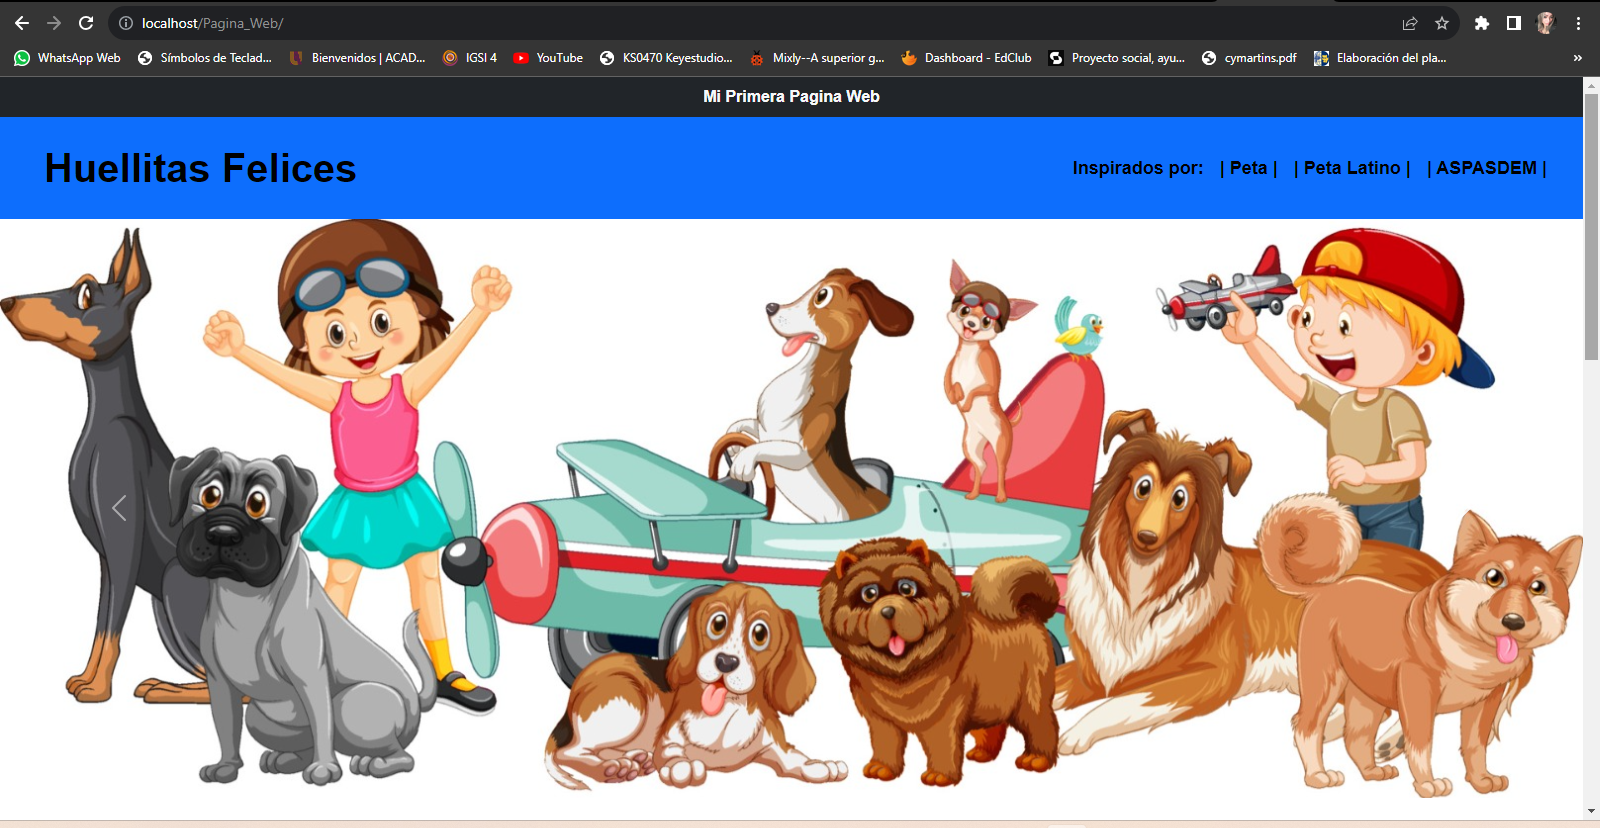 localhost/Pagina_Web/
WhatsApp Web Símbolos de Teclad... Bienvenidos | ACAD... IGSI 4 YouTube KS0470 Keyestudio... Mixly--A superior g... Dashboard - EdClub Proyecto social, ayu... cymartins.pdf Elaboración del pla... »
Mi Primera Pagina Web
Huellitas Felices
Inspirados por: | Peta | | Peta Latino | | ASPASDEM |